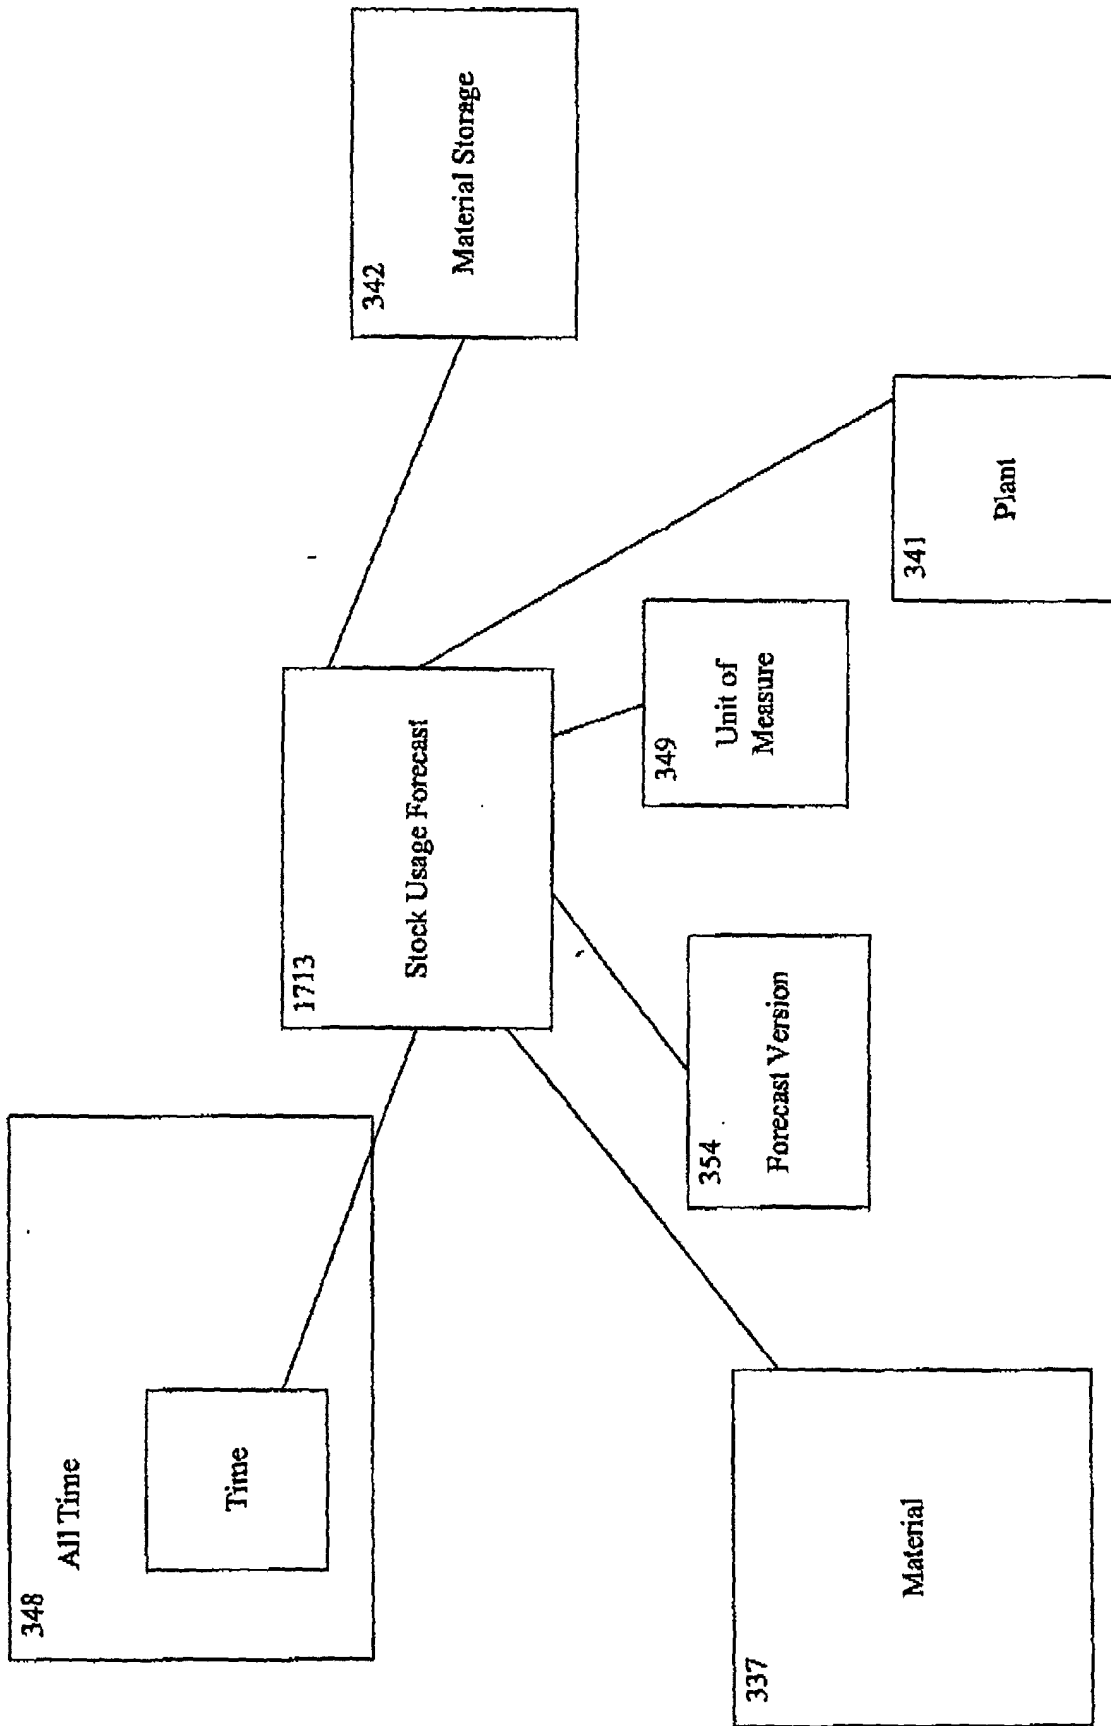 348
All Time
Time
1713
Stock Usage Forecast
342
Material Storage
337
Material
354
Forecast Version
349
Unit of
Measure
341
Plant